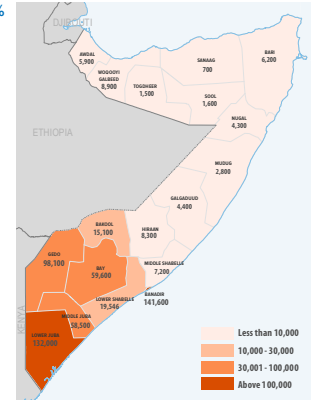 %
DJIBOUTI
AWDAL
5,900
WOQOOYI
GALBEED
8,900
TOGDHEER
1,500
SANAAG
700
BARI
6,200
SOOL
1,600
NUGAL
4,300
ETHIOPIA
MUDUG
2,800
GALGADUUD
4,400
BAKOOL
15,100
HIRAAN
8,300
GEDO
98,100
BAY
59,600
MIDDLE SHABELLE
7,200
BANADIR
141,600
LOWER SHABELLE
19,546
MIDDLE JUBA
58,500
LOWER JUBA
152,000
KENYA
Less than 10,000
10,000 - 30,000
30,001 - 100,000
Above 100,000